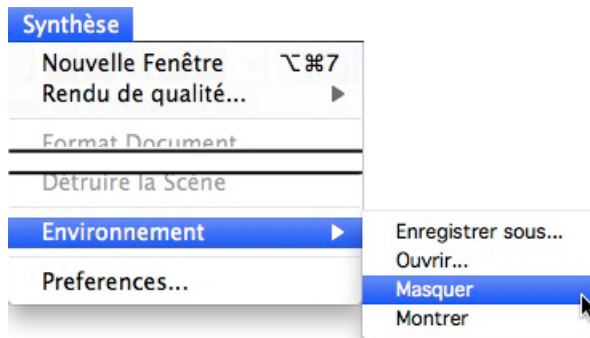 Synthèse
Nouvelle Fenêtre ⌥⌘7
Rendu de qualité...
Format Document
Détruire la Scène
Environnement
Enregistrer sous...
Ouvrir...
Masquer
Montrer
Preferences...